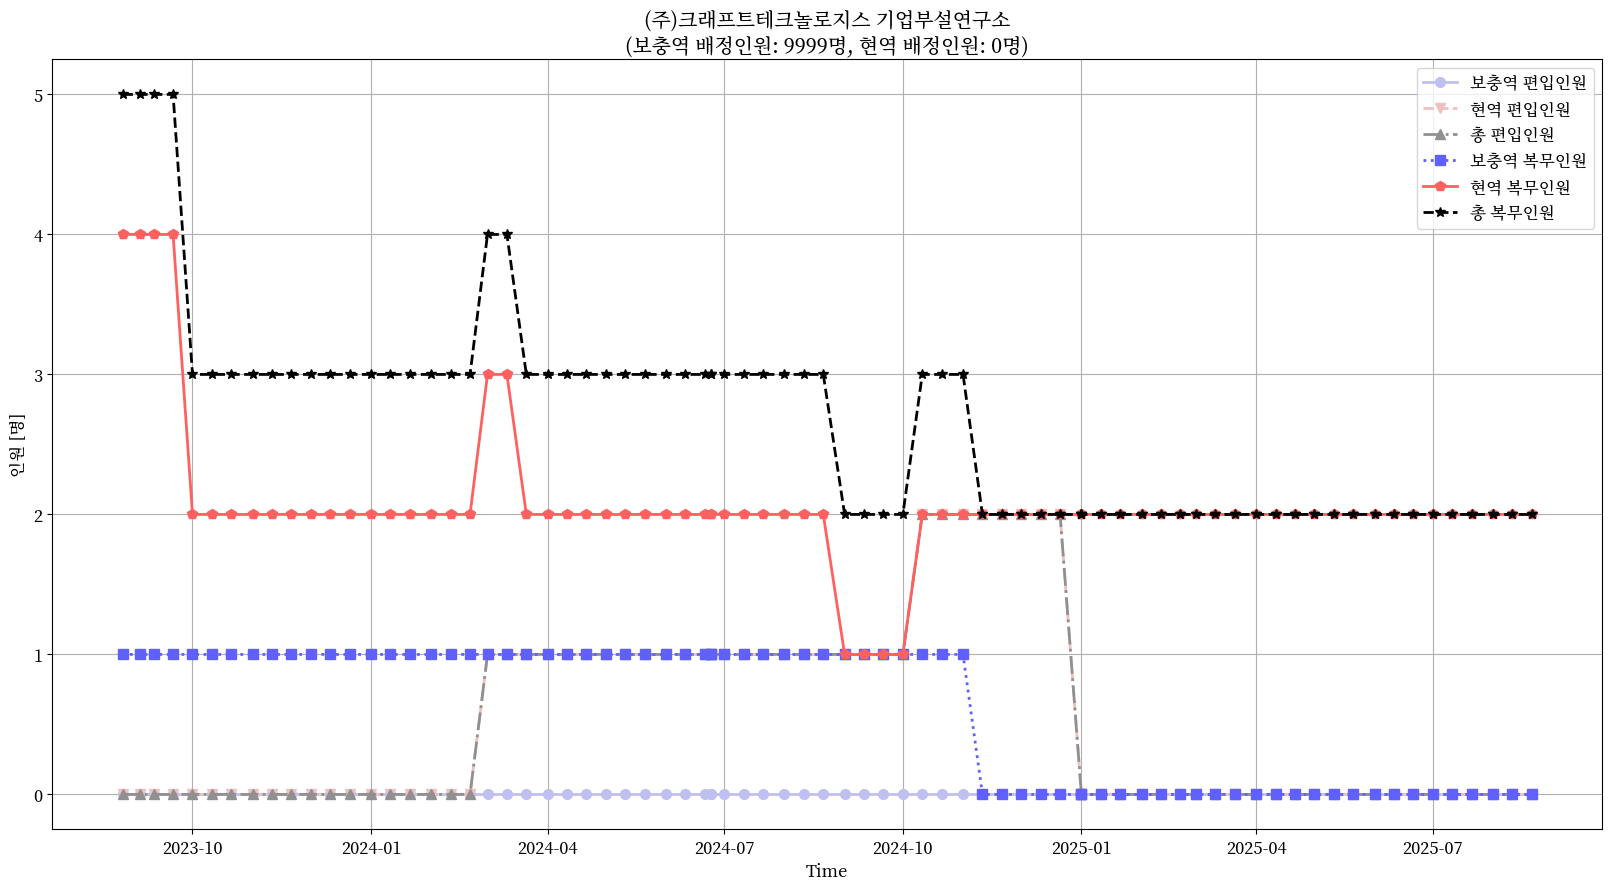 (주)크래프트테크놀로지스 기업부설연구소
(보충역 배정인원: 9999명, 현역 배정인원: 0명)
보충역 편입인원
현역 편입인원
총 편입인원
보충역 복무인원
현역 복무인원
총 복무인원
인원 [명]
5
4
3
2
1
0
2023-10
2024-01
2024-04
2024-07
2024-10
2025-01
2025-04
2025-07
Time